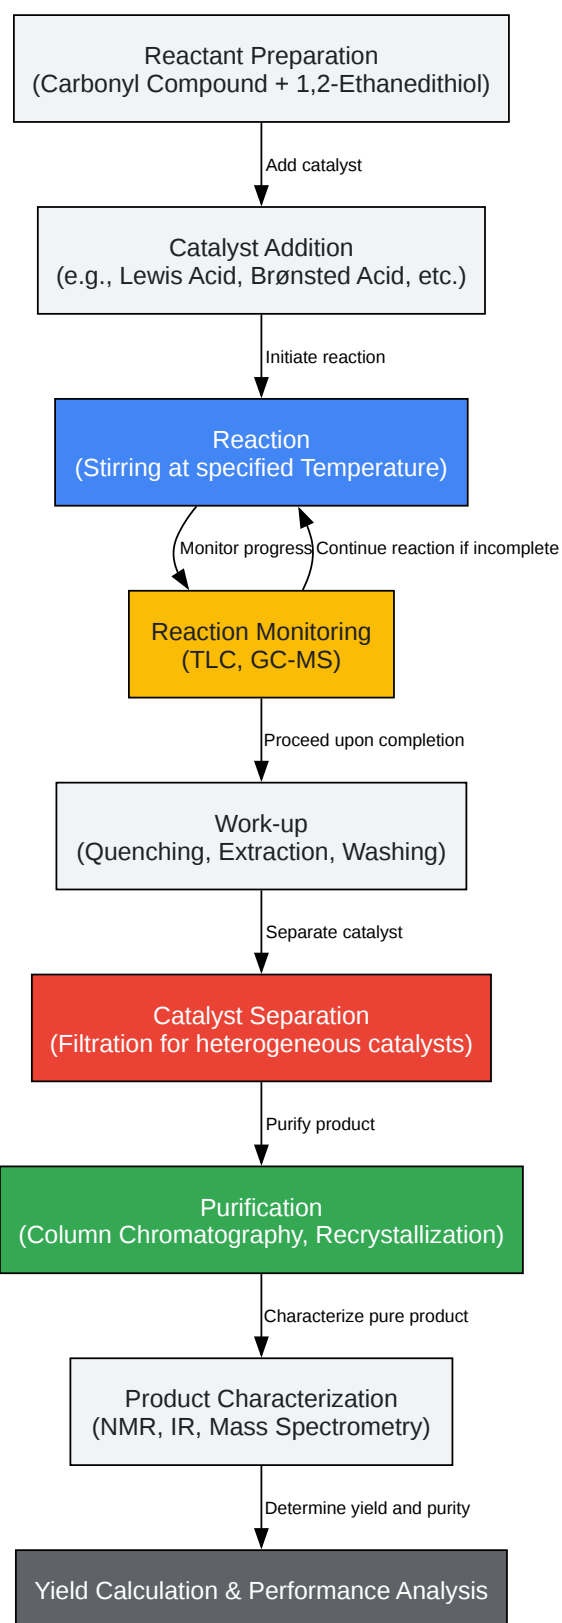 Reactant Preparation
(Carbonyl Compound + 1,2-Ethanedithiol)
Add catalyst
Catalyst Addition
(e.g., Lewis Acid, Brønsted Acid, etc.)
Initiate reaction
Reaction
(Stirring at specified Temperature)
Monitor progress
Continue reaction if incomplete
Reaction Monitoring
(TLC, GC-MS)
Proceed upon completion
Work-up
(Quenching, Extraction, Washing)
Separate catalyst
Catalyst Separation
(Filtration for heterogeneous catalysts)
Purify product
Purification
(Column Chromatography, Recrystallization)
Characterize pure product
Product Characterization
(NMR, IR, Mass Spectrometry)
Determine yield and purity
Yield Calculation & Performance Analysis